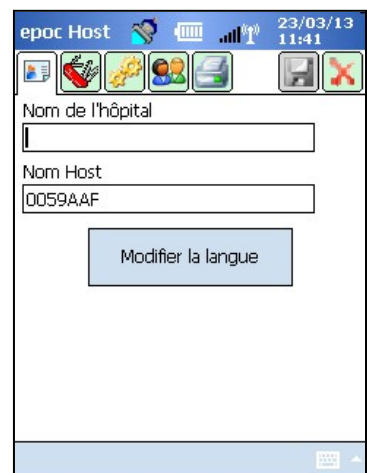 epoc Host
23/03/13
11:41
Nom de l'hôpital
Nom Host
0059AAF
Modifier la langue